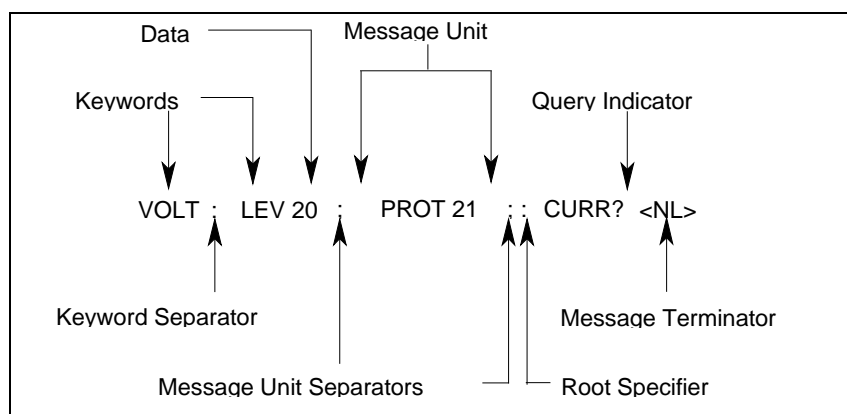 Data
Message Unit
Keywords
Query Indicator
VOLT : LEV 20 : PROT 21 : : CURR? <NL>
Keyword Separator
Message Terminator
Message Unit Separators
Root Specifier